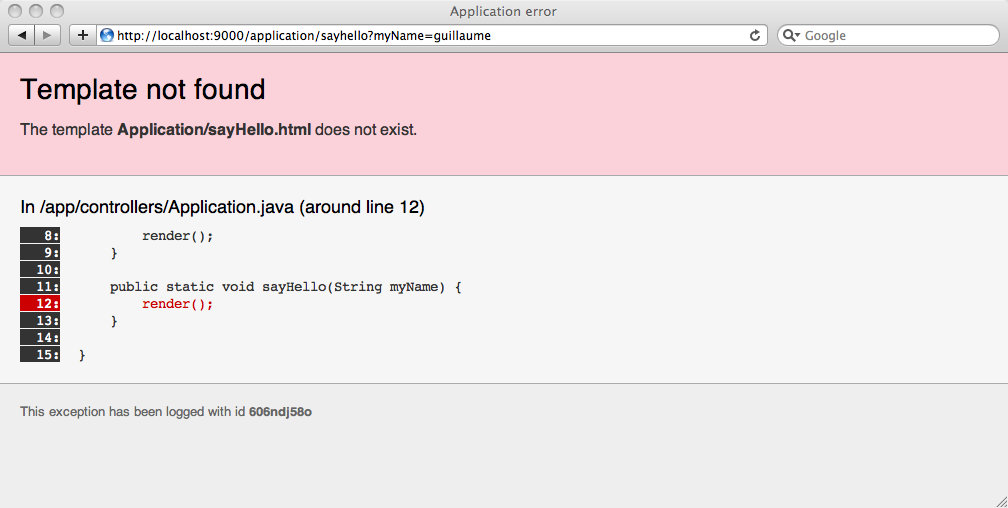 Application error
http://localhost:9000/application/sayhello?myName=guillaume
Google
Template not found
The template Application/sayHello.html does not exist.
In /app/controllers/Application.java (around line 12)
8:         render();
9:     }
10:
11:     public static void sayHello(String myName) {
12:         render();
13:     }
14:
15: }
This exception has been logged with id 606ndj58o